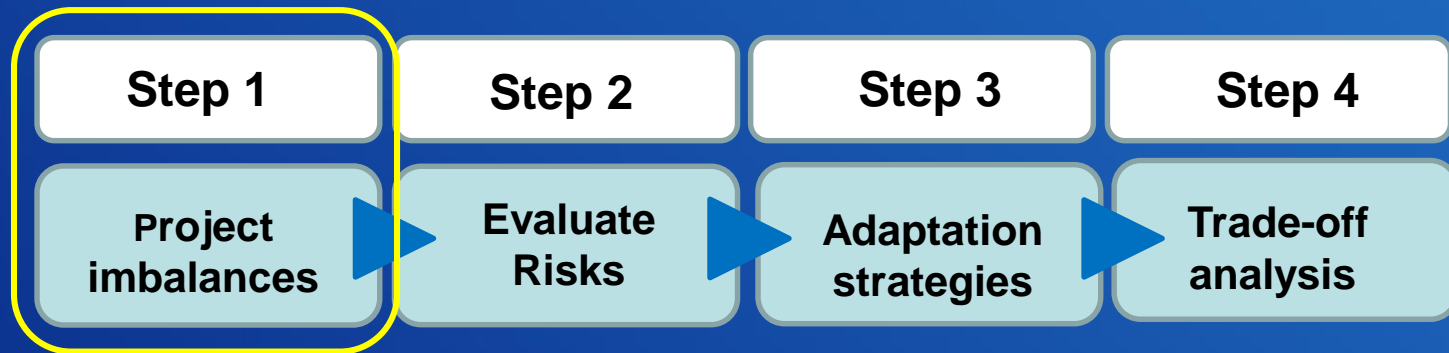 Step 1
Step 2
Step 3
Step 4
Project
imbalances
Evaluate
Risks
Adaptation
strategies
Trade-off
analysis